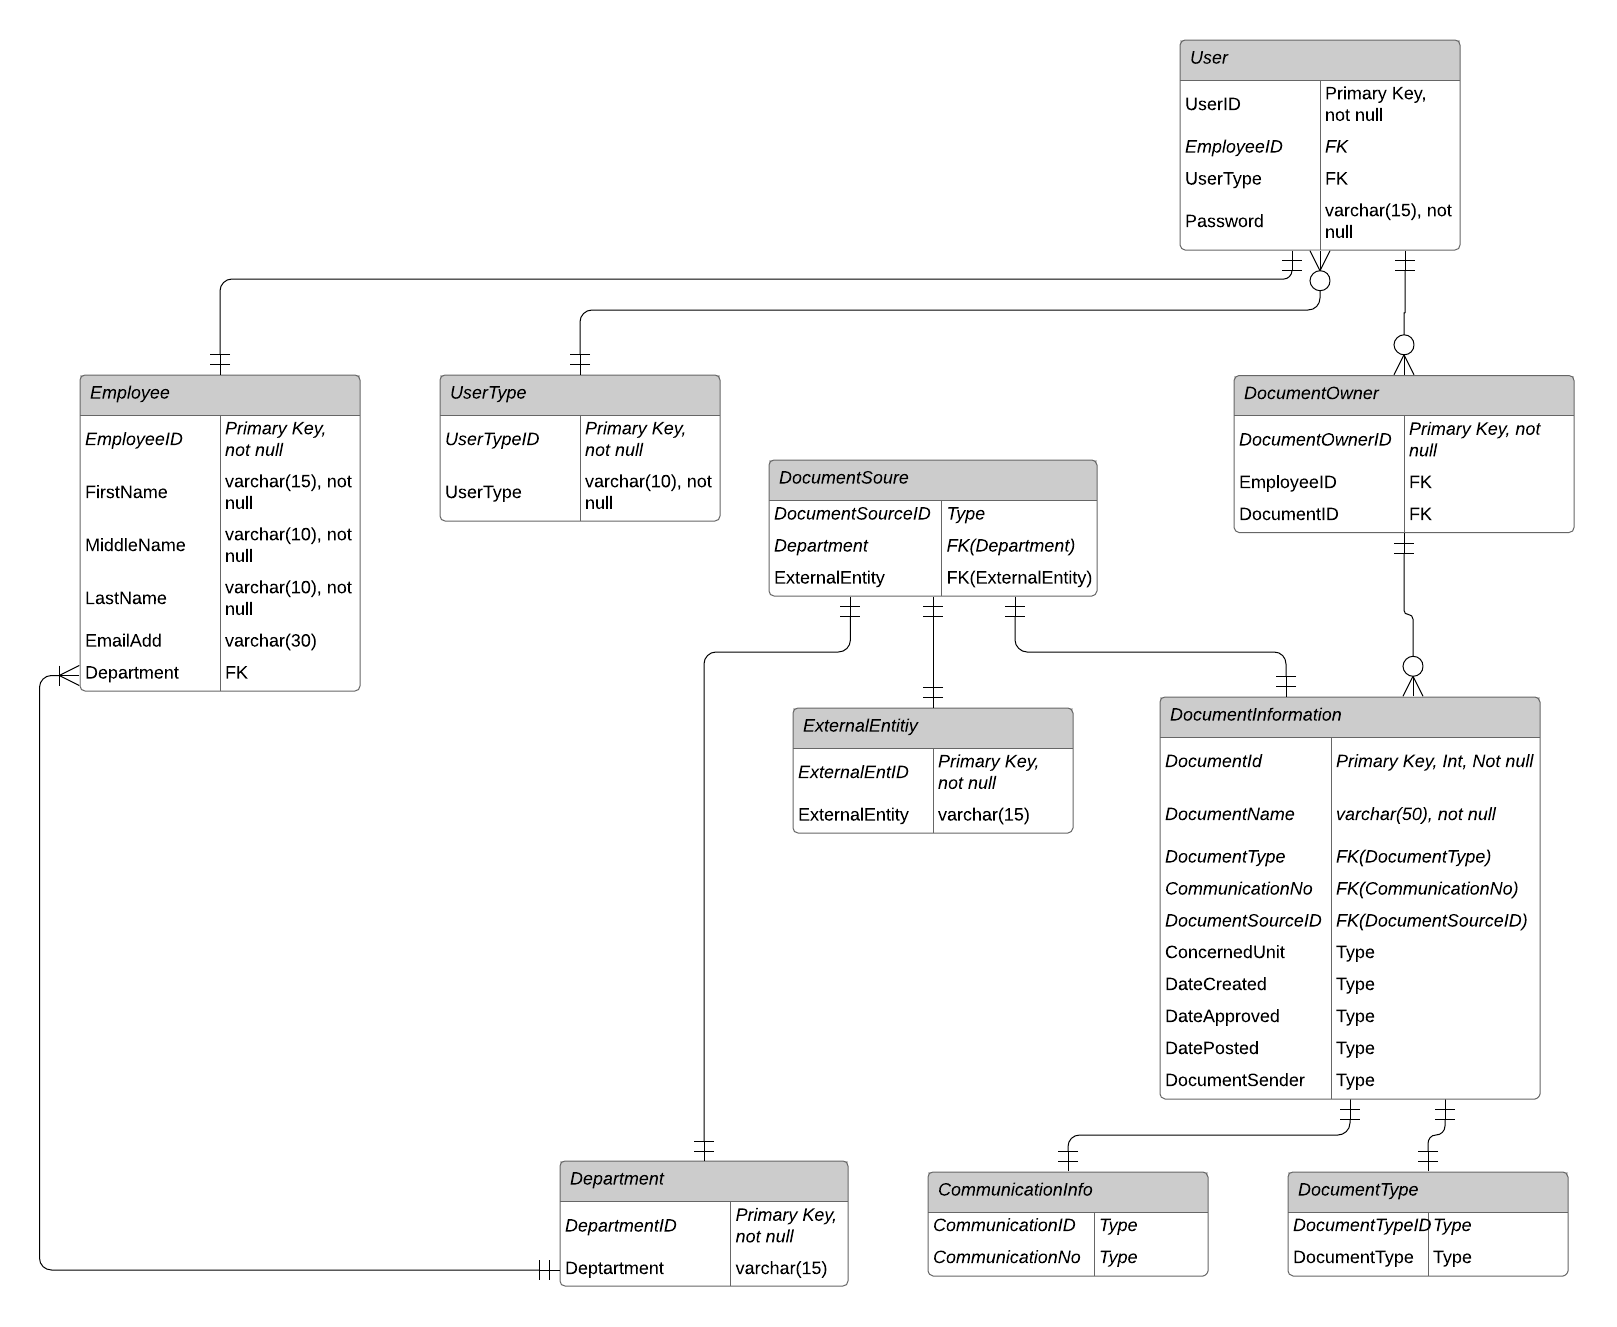 User
UserID
Primary Key,
not null
EmployeeID
FK
UserType
FK
Password
varchar(15), not
null
Employee
EmployeeID
Primary Key,
not null
FirstName
varchar(15), not
null
MiddleName
varchar(10), not
null
LastName
varchar(10), not
null
EmailAdd
varchar(30)
Department
FK
UserType
UserTypeID
Primary Key,
not null
UserType
varchar(10), not
null
DocumentSoure
DocumentSourceID
Type
Department
FK(Department)
ExternalEntity
FK(ExternalEntity)
DocumentOwner
DocumentOwnerID
Primary Key, not
null
EmployeeID
FK
DocumentID
FK
ExternalEntitiy
ExternalEntID
Primary Key,
not null
ExternalEntity
varchar(15)
DocumentInformation
DocumentId
Primary Key, Int, Not null
DocumentName
varchar(50), not null
DocumentType
FK(DocumentType)
CommunicationNo
FK(CommunicationNo)
DocumentSourceID
FK(DocumentSourceID)
ConcernedUnit
Type
DateCreated
Type
DateApproved
Type
DatePosted
Type
DocumentSender
Type
Department
DepartmentID
Primary Key,
not null
Deptartment
varchar(15)
CommunicationInfo
CommunicationID
Type
CommunicationNo
Type
DocumentType
DocumentTypeID
Type
DocumentType
Type